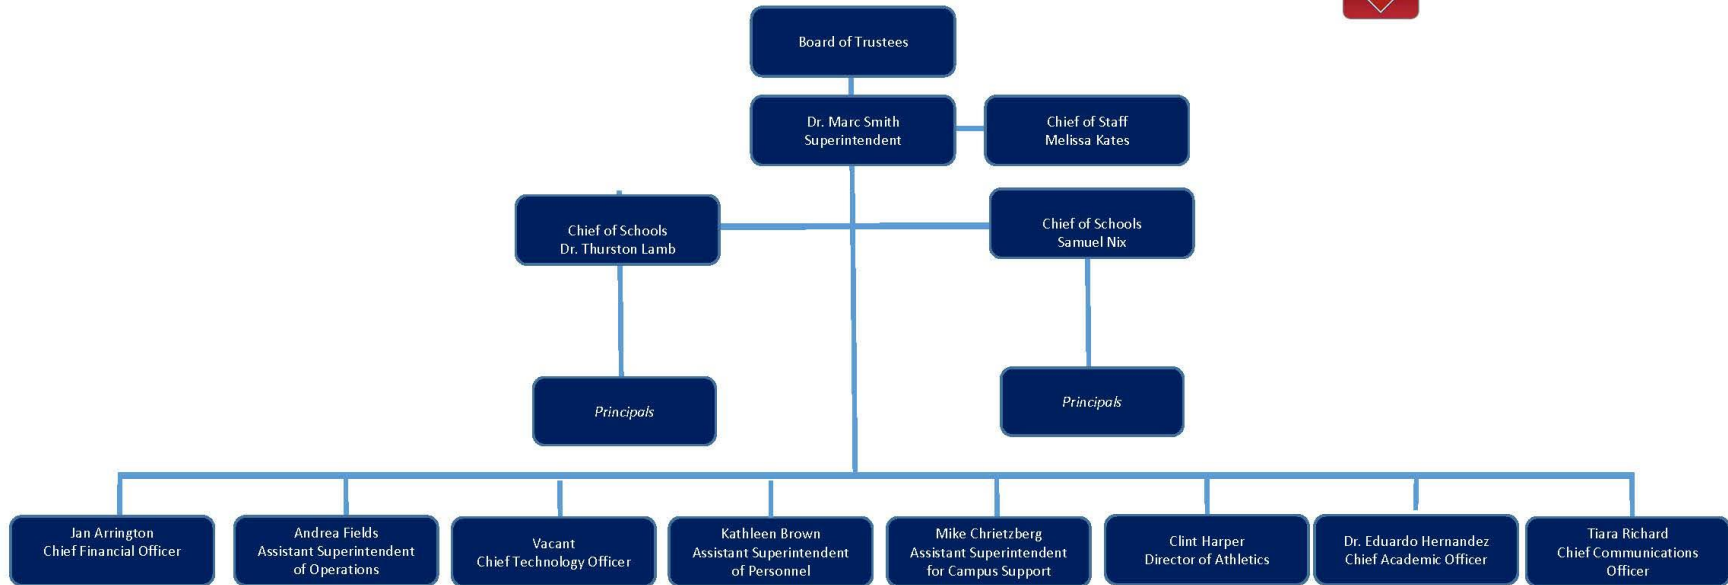 Board of Trustees
Dr. Marc Smith
Superintendent
Chief of Staff
Melissa Kates
Chief of Schools
Dr. Thurston Lamb
Chief of Schools
Samuel Nix
Principals
Principals
Jan Arrington
Chief Financial Officer
Andrea Fields
Assistant Superintendent
of Operations
Vacant
Chief Technology Officer
Kathleen Brown
Assistant Superintendent
of Personnel
Mike Chrietzberg
Assistant Superintendent
for Campus Support
Clint Harper
Director of Athletics
Dr. Eduardo Hernandez
Chief Academic Officer
Tiara Richard
Chief Communications
Officer